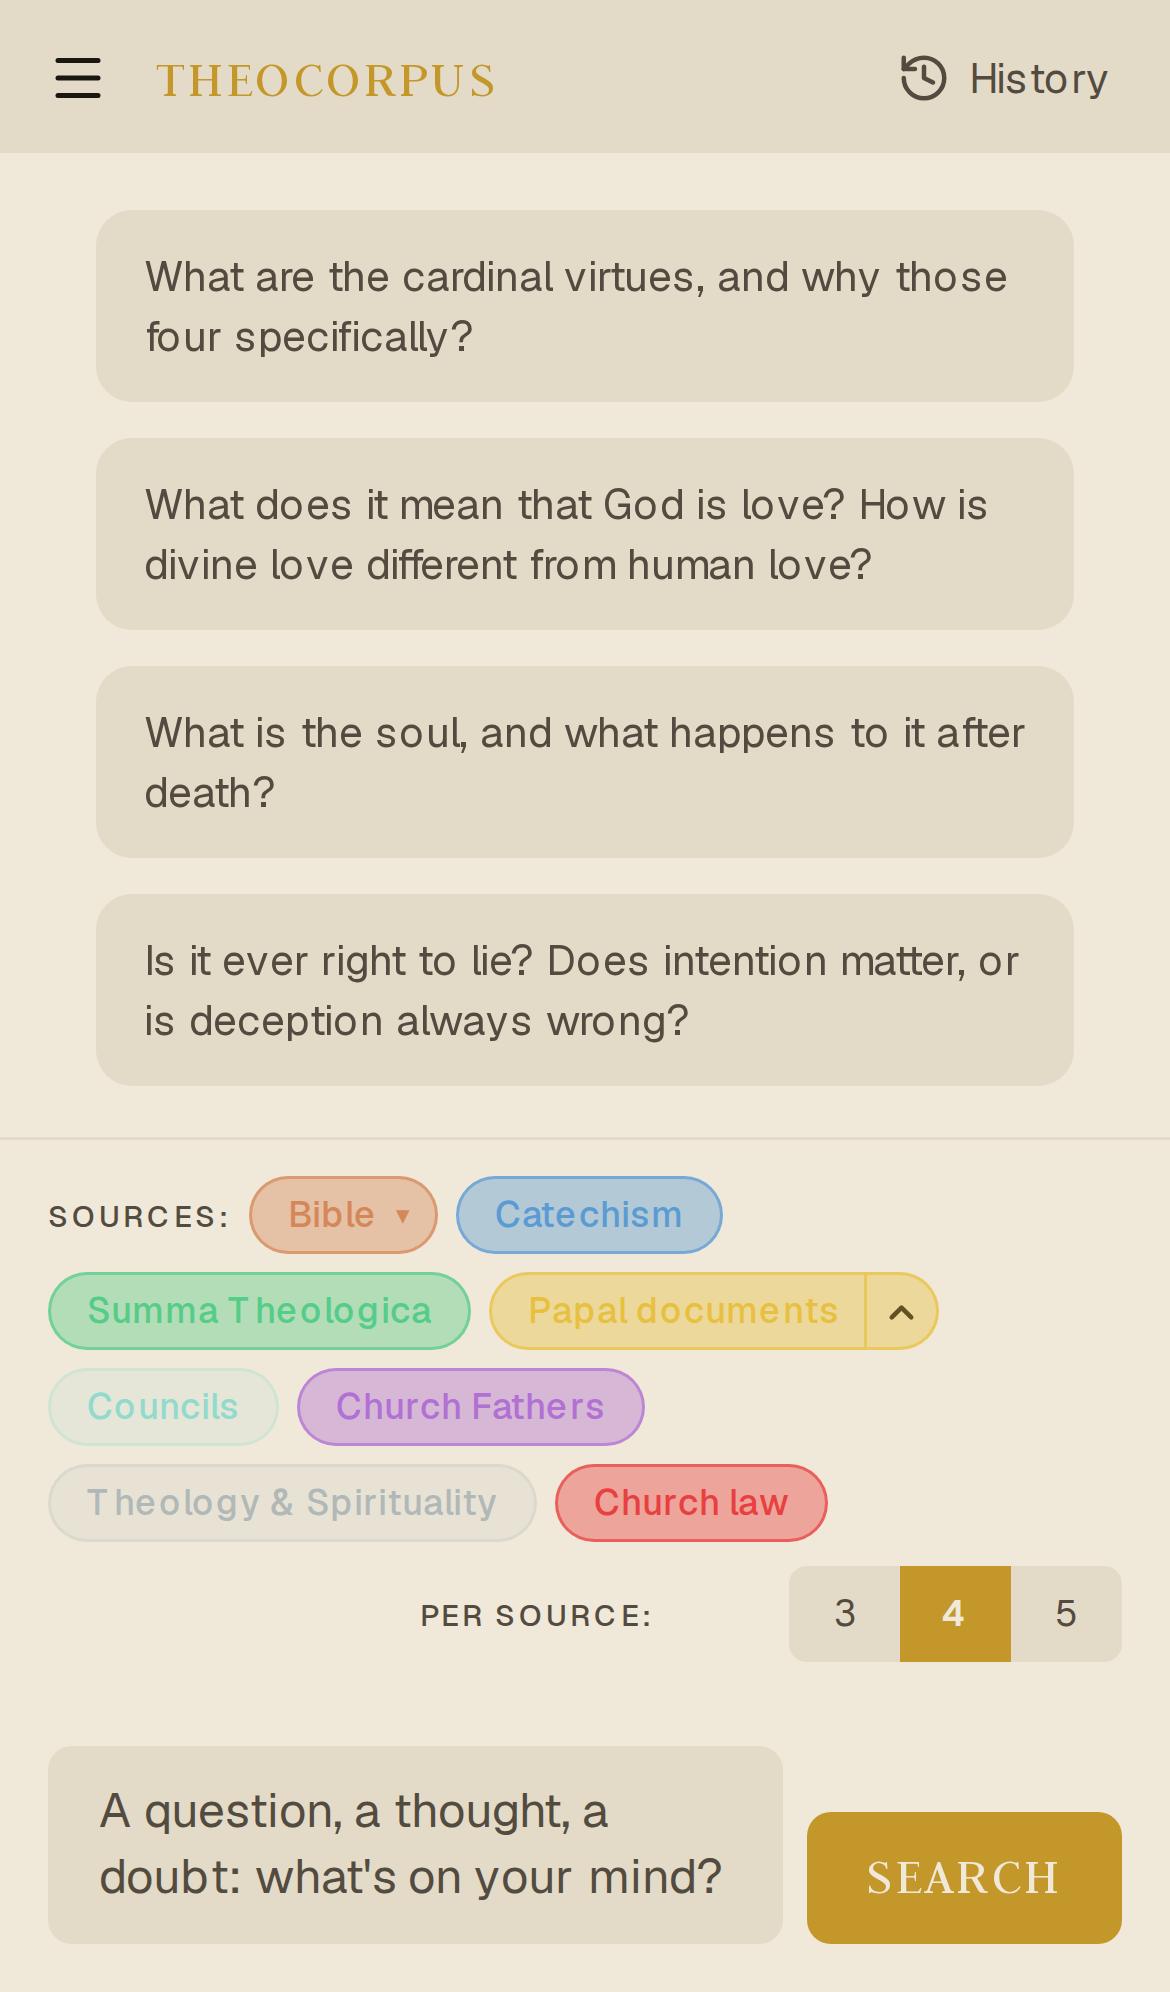 THEOCORPUS
History
What are the cardinal virtues, and why those
four specifically?
What does it mean that God is love? How is
divine love different from human love?
What is the soul, and what happens to it after
death?
Is it ever right to lie? Does intention matter, or
is deception always wrong?
SOURCES: Bible ▼ Catechism
Summa Theologica Papal documents
Councils Church Fathers
Theology & Spirituality Church law
PER SOURCE: 3 4 5
A question, a thought, a
doubt: what's on your mind?
SEARCH